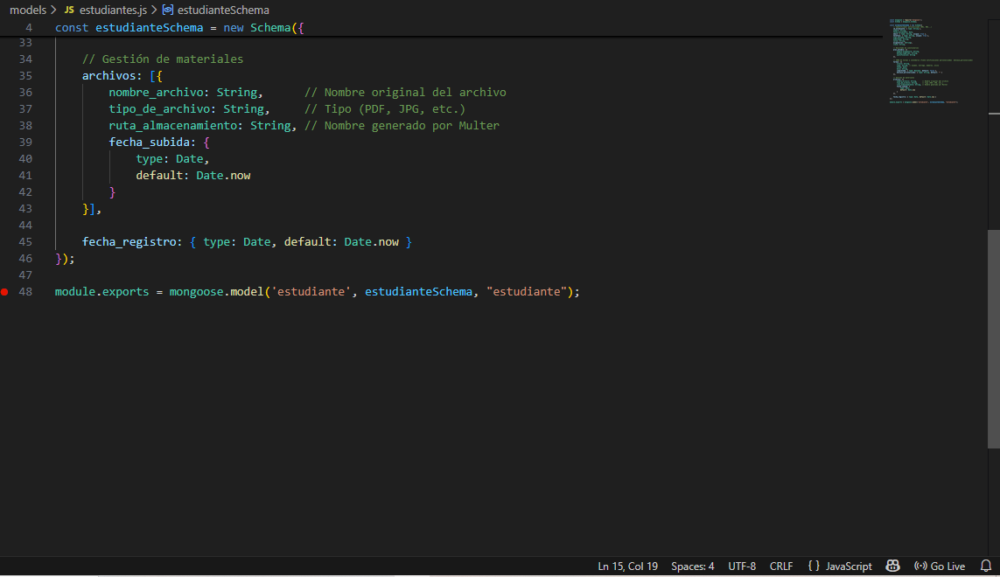 models > JS estudiantes.js > estudianteSchema
4 const estudianteSchema = new Schema({
33
34 // Gestión de materiales
35 archivos: [{
36 nombre_archivo: String, // Nombre original del archivo
37 tipo_de_archivo: String, // Tipo (PDF, JPG, etc.)
38 ruta_almacenamiento: String, // Nombre generado por Multer
39 fecha_subida: {
40 type: Date,
41 default: Date.now
42 }
43 }],
44
45 fecha_registro: { type: Date, default: Date.now }
46 });
47
48 module.exports = mongoose.model('estudiante', estudianteSchema, "estudiante");
Ln 15, Col 19 Spaces: 4 UTF-8 CRLF { } JavaScript Go Live